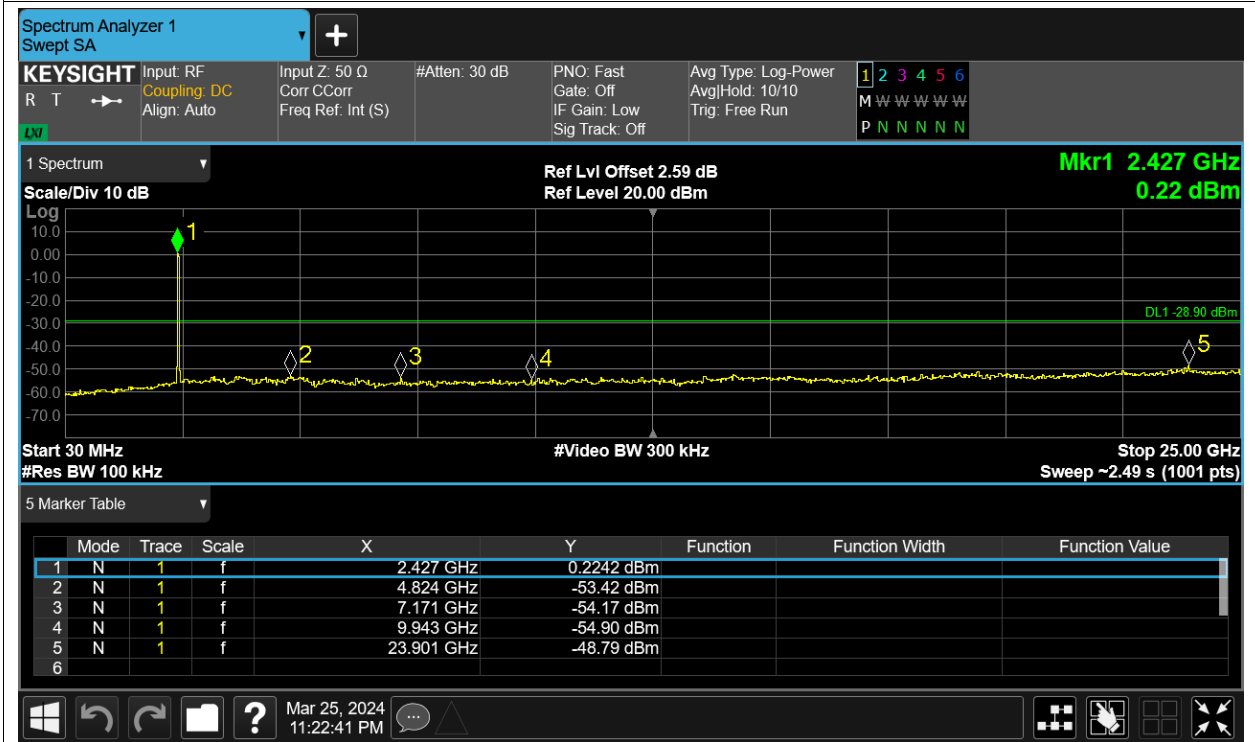 Spectrum Analyzer 1
Swept SA
+
KEYSIGHT
R T
LXI
Input: RF
Coupling: DC
Align: Auto
Input Z: 50 Ω
Corr CCorr
Freq Ref: Int (S)
#Atten: 30 dB
PNO: Fast
Gate: Off
IF Gain: Low
Sig Track: Off
Avg Type: Log-Power
Avg|Hold: 10/10
Trig: Free Run
1 2 3 4 5 6
M W W W W W
P N N N N N
1 Spectrum
Scale/Div 10 dB
Ref Lvl Offset 2.59 dB
Ref Level 20.00 dBm
Mkr1 2.427 GHz
0.22 dBm
Log
10.0
0.00
-10.0
-20.0
-30.0
-40.0
-50.0
-60.0
-70.0
1
2
3
4
5
DL1 -28.90 dBm
Start 30 MHz
#Video BW 300 kHz
Stop 25.00 GHz
#Res BW 100 kHz
Sweep ~2.49 s (1001 pts)
5 Marker Table
Mode Trace Scale X Y Function Function Width Function Value
1 N 1 f 2.427 GHz 0.2242 dBm
2 N 1 f 4.824 GHz -53.42 dBm
3 N 1 f 7.171 GHz -54.17 dBm
4 N 1 f 9.943 GHz -54.90 dBm
5 N 1 f 23.901 GHz -48.79 dBm
6
?
Mar 25, 2024
11:22:41 PM